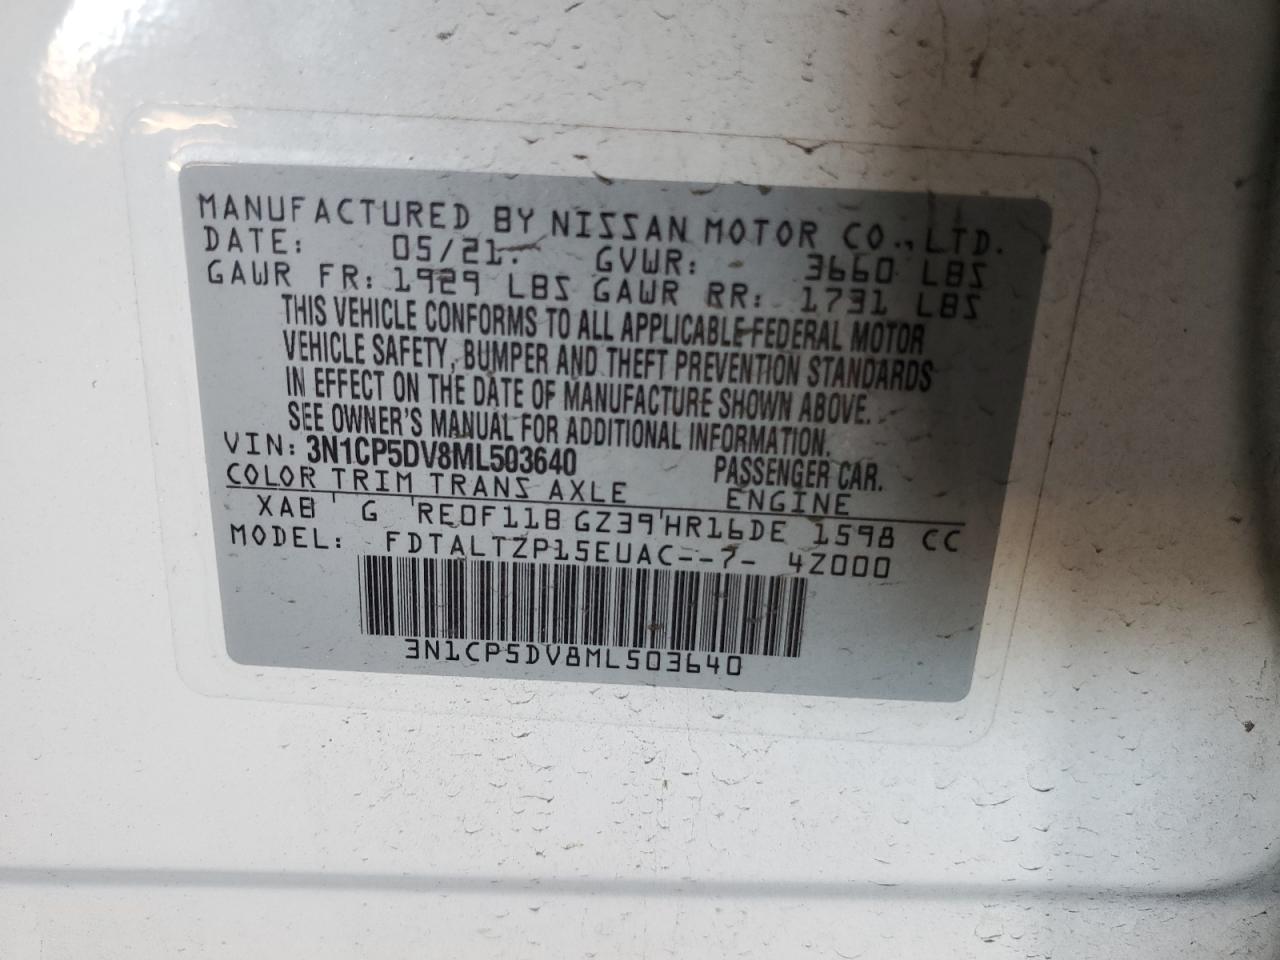 MANUFACTURED BY NISSAN MOTOR CO., LTD.
DATE: 05/21. GVWR: 3660 LBS
GAWR FR: 1929 LBS GAWR RR: 1731 LBS
THIS VEHICLE CONFORMS TO ALL APPLICABLE FEDERAL MOTOR
VEHICLE SAFETY, BUMPER AND THEFT PREVENTION STANDARDS
IN EFFECT ON THE DATE OF MANUFACTURE SHOWN ABOVE.
SEE OWNER'S MANUAL FOR ADDITIONAL INFORMATION.
VIN: 3N1CP5DV8ML503640 PASSENGER CAR.
COLOR TRIM TRANS AXLE ENGINE
XAB G RE0F11B GZ39 HR16DE 1598 CC
MODEL: FDTALTZP15EUAC--7- 4Z000
3N1CP5DV8ML503640